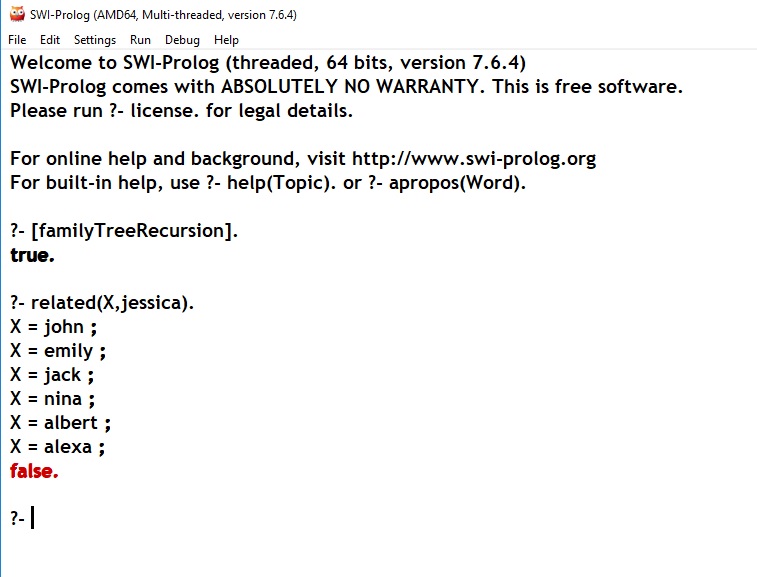 SWI-Prolog (AMD64, Multi-threaded, version 7.6.4)
File Edit Settings Run Debug Help
Welcome to SWI-Prolog (threaded, 64 bits, version 7.6.4)
SWI-Prolog comes with ABSOLUTELY NO WARRANTY. This is free software.
Please run ?- license. for legal details.
For online help and background, visit http://www.swi-prolog.org
For built-in help, use ?- help(Topic). or ?- apropos(Word).
?- [familyTreeRecursion].
true.
?- related(X,jessica).
X = john ;
X = emily ;
X = jack ;
X = nina ;
X = albert ;
X = alexa ;
false.
?-